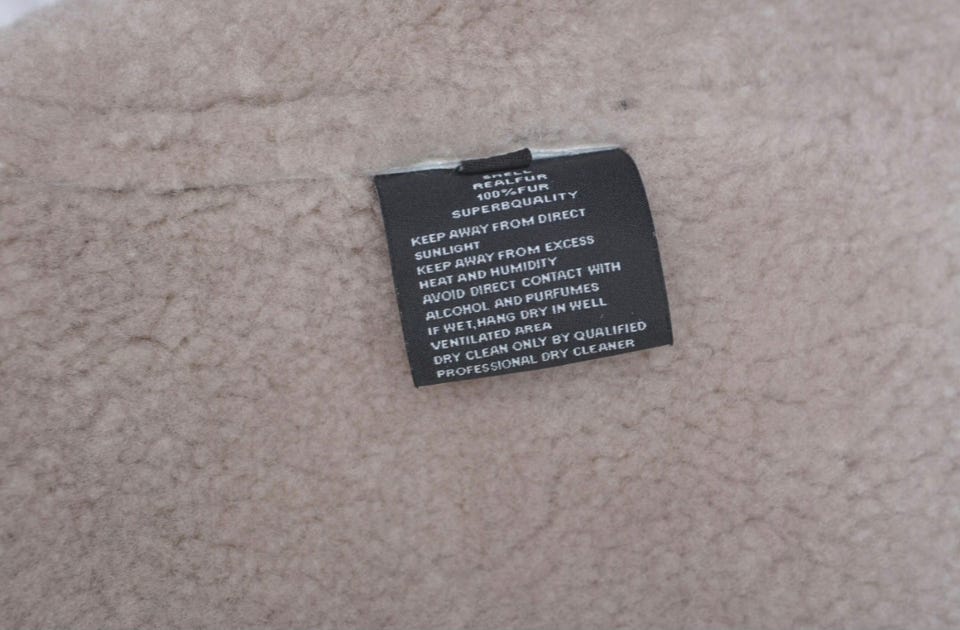 SHELL
REALFUR
100%FUR
SUPERBQUALITY
KEEP AWAY FROM DIRECT
SUNLIGHT
KEEP AWAY FROM EXCESS
HEAT AND HUMIDITY
AVOID DIRECT CONTACT WITH
ALCOHOL AND PURFUMES
IF WET,HANG DRY IN WELL
VENTILATED AREA
DRY CLEAN ONLY BY QUALIFIED
PROFESSIONAL DRY CLEANER